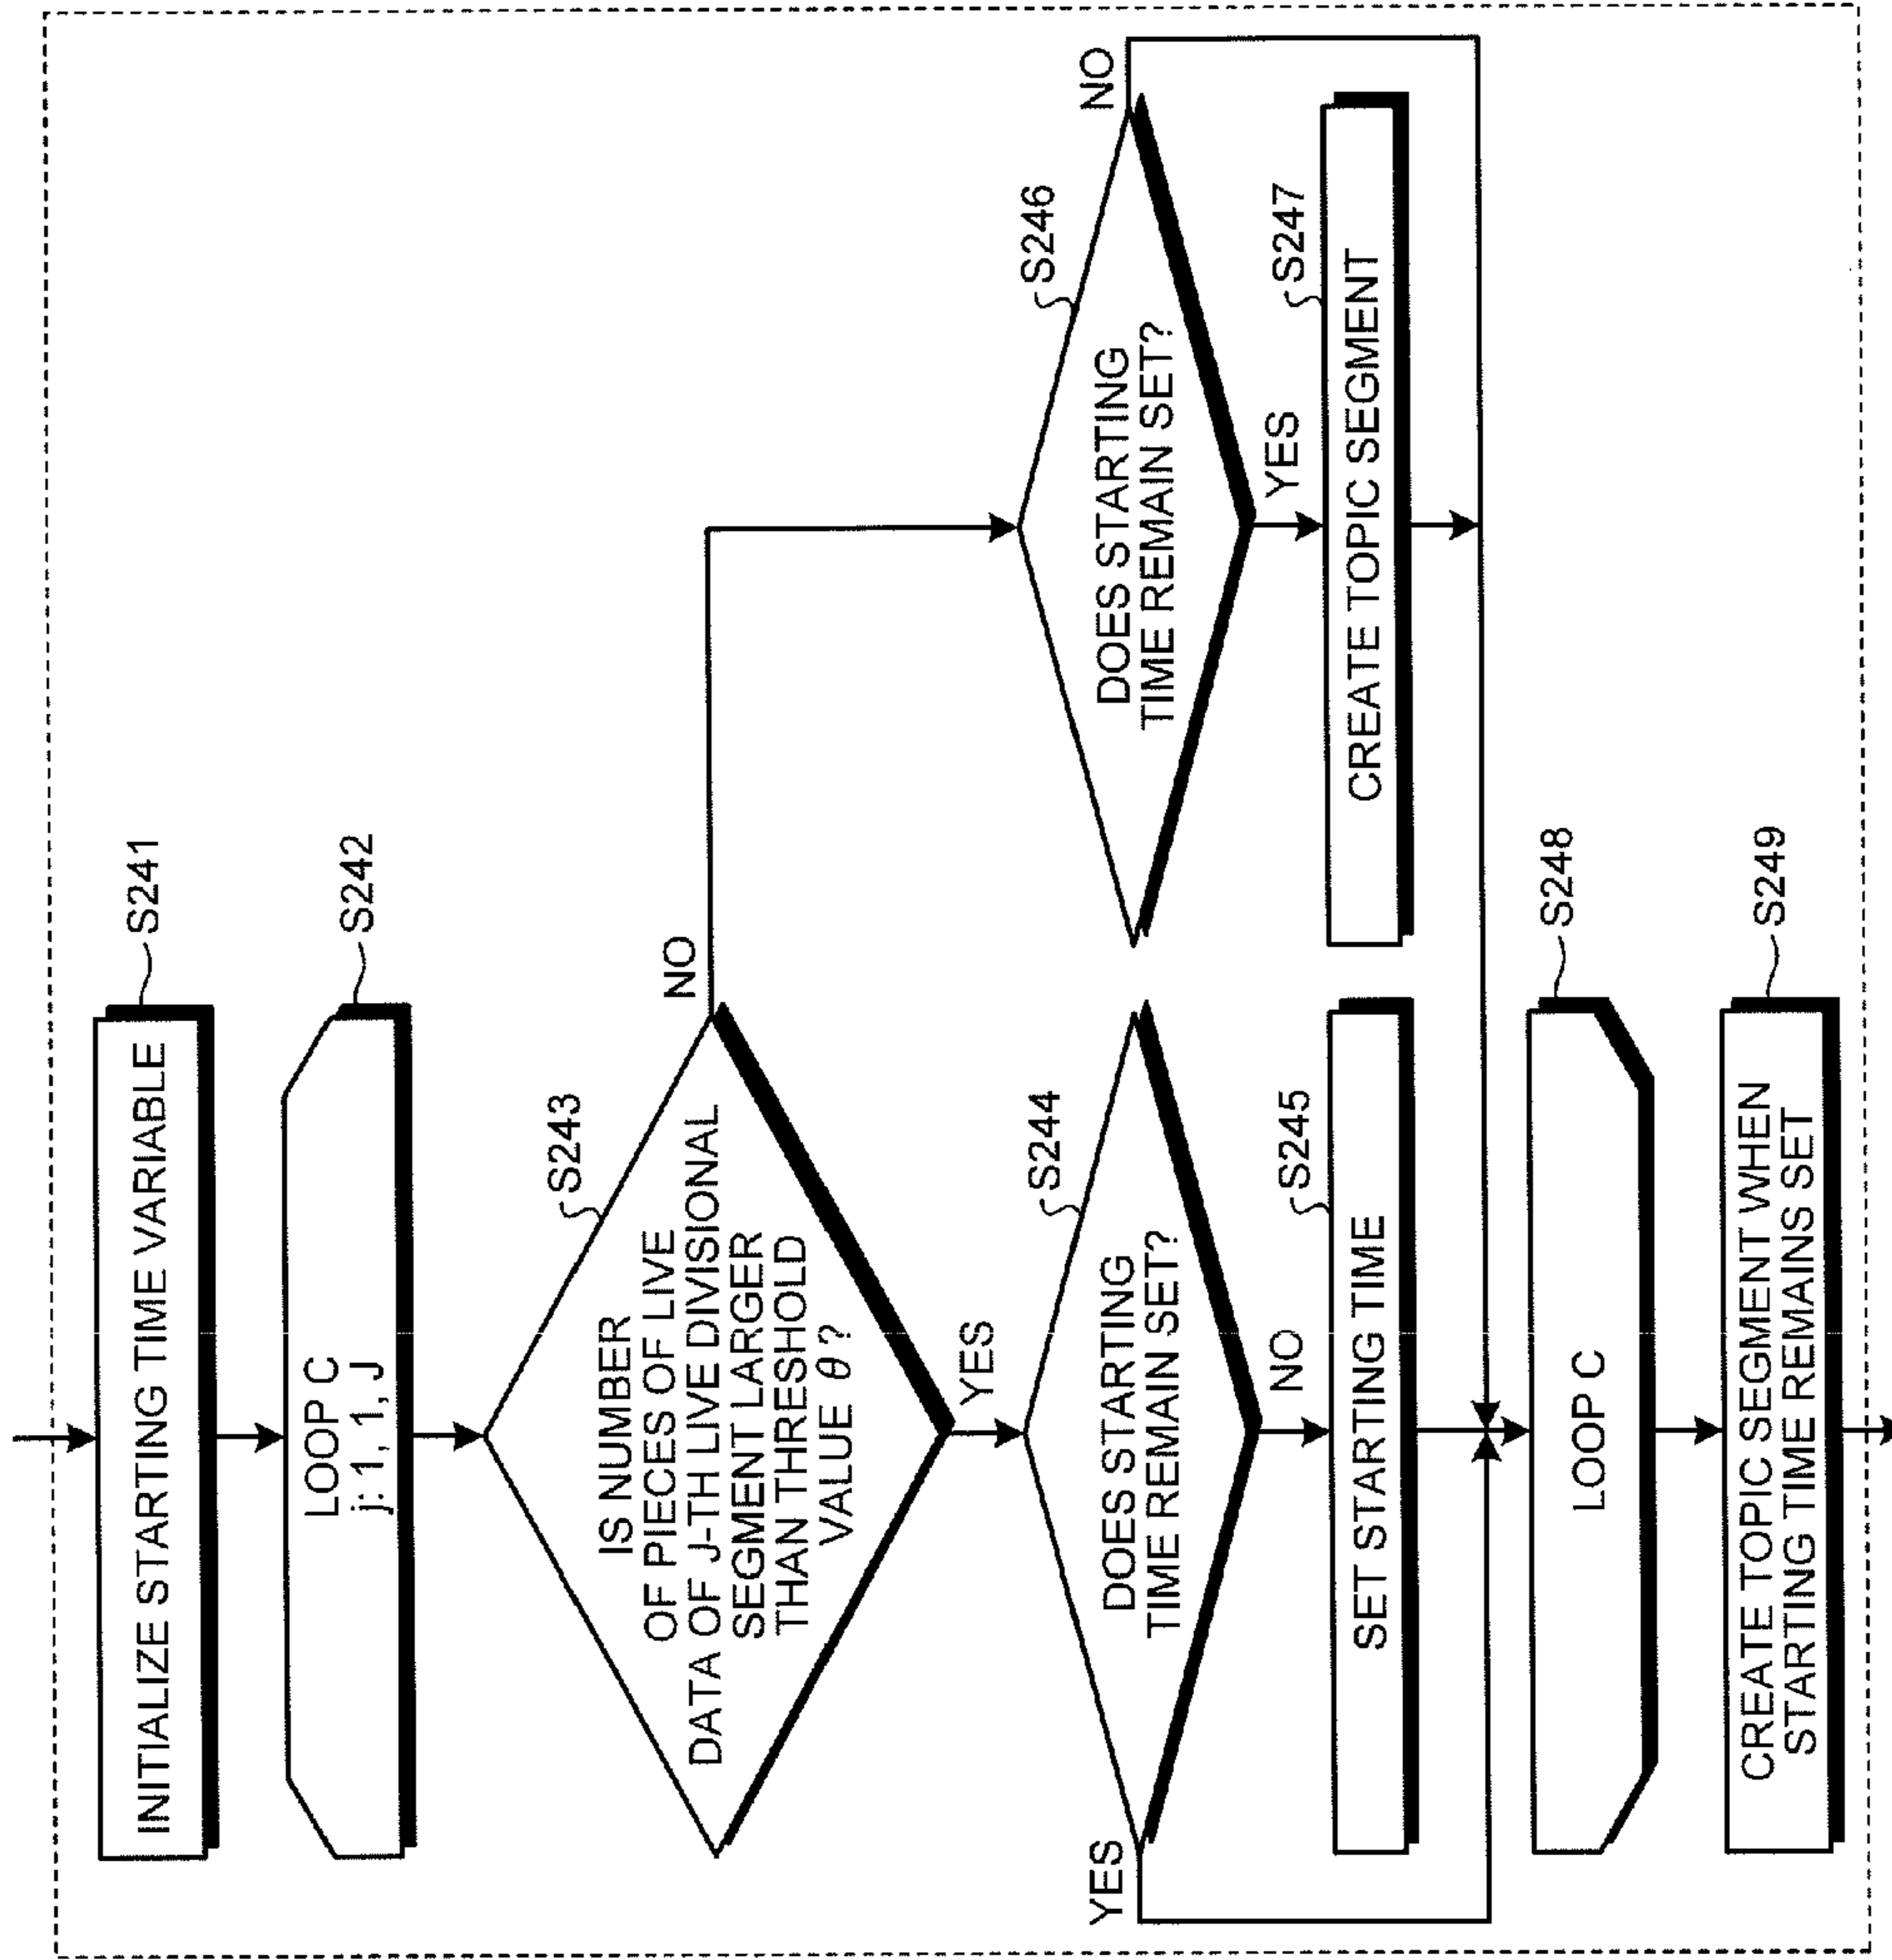 INITIALIZE STARTING TIME VARIABLE
S241
LOOP C
j: 1, 1, J
S242
IS NUMBER
OF PIECES OF LIVE
DATA OF J-TH LIVE DIVISIONAL
SEGMENT LARGER
THAN THRESHOLD
VALUE θ?
S243
NO
YES
DOES STARTING
TIME REMAIN SET?
S244
YES
NO
SET STARTING TIME
S245
DOES STARTING
TIME REMAIN SET?
S246
NO
YES
CREATE TOPIC SEGMENT
S247
LOOP C
S248
CREATE TOPIC SEGMENT WHEN
STARTING TIME REMAINS SET
S249